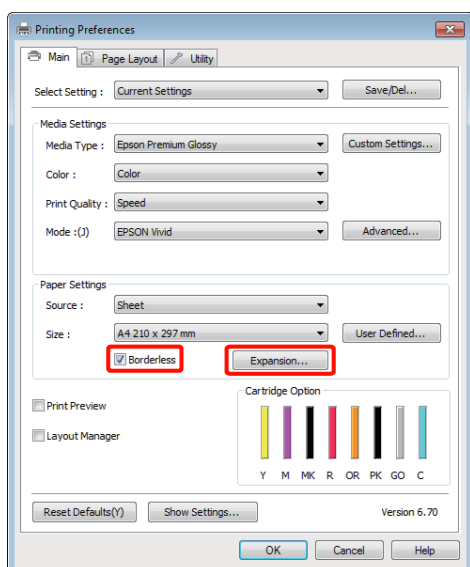 Printing Preferences
Main Page Layout Utility
Select Setting : Current Settings Save/Del...
Media Settings
Media Type : Epson Premium Glossy Custom Settings...
Color : Color
Print Quality : Speed
Mode :(J) EPSON Vivid Advanced...
Paper Settings
Source : Sheet
Size : A4 210 x 297 mm User Defined...
Borderless Expansion...
Cartridge Option
Print Preview
Layout Manager
Y M MK R OR PK GO C
Reset Defaults(Y) Show Settings... Version 6.70
OK Cancel Help